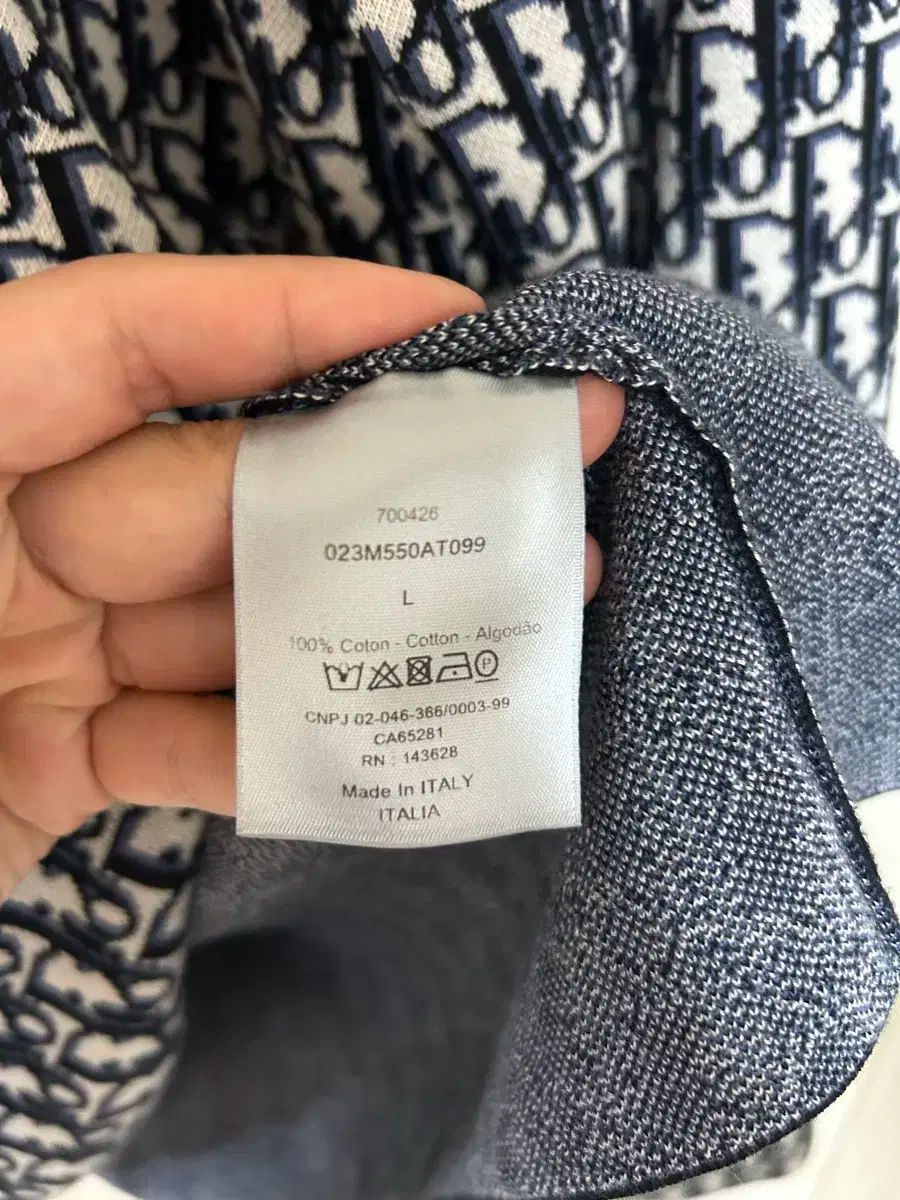 700426
023M550AT099
L
100% Coton - Cotton - Algodão
P
CNPJ 02-046-366/0003-99
CA65281
RN : 143628
Made In ITALY
ITALIA